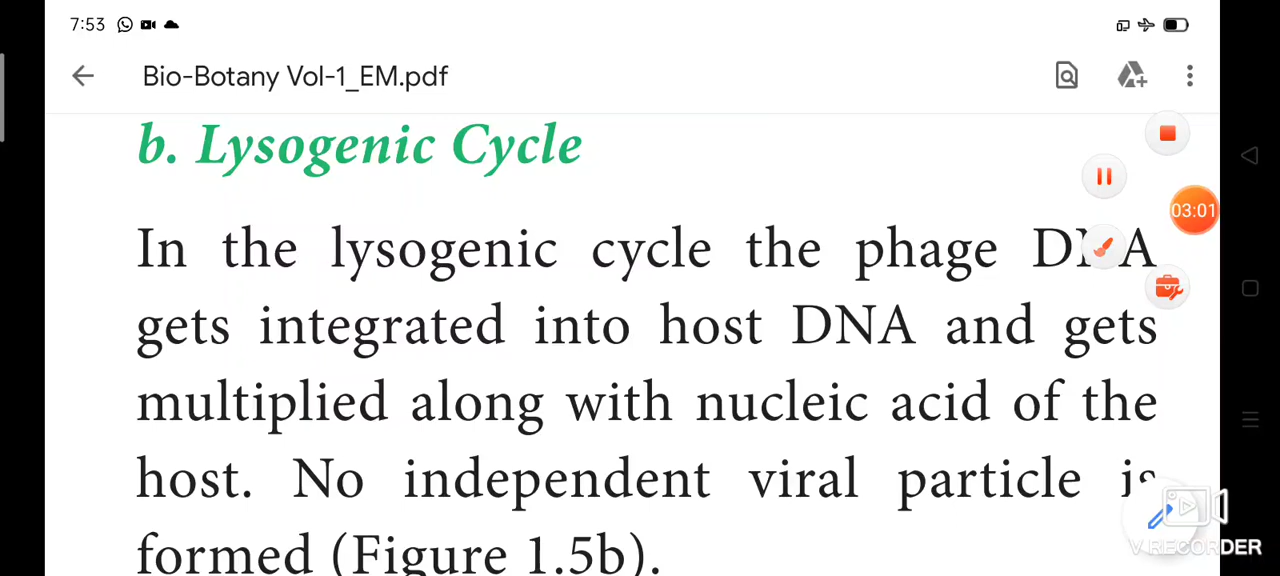 7:53
Bio-Botany Vol-1_EM.pdf
b. Lysogenic Cycle
03:01
In the lysogenic cycle the phage DNA
gets integrated into host DNA and gets
multiplied along with nucleic acid of the
host. No independent viral particle is
formed (Figure 1.5b).
V RECORDER